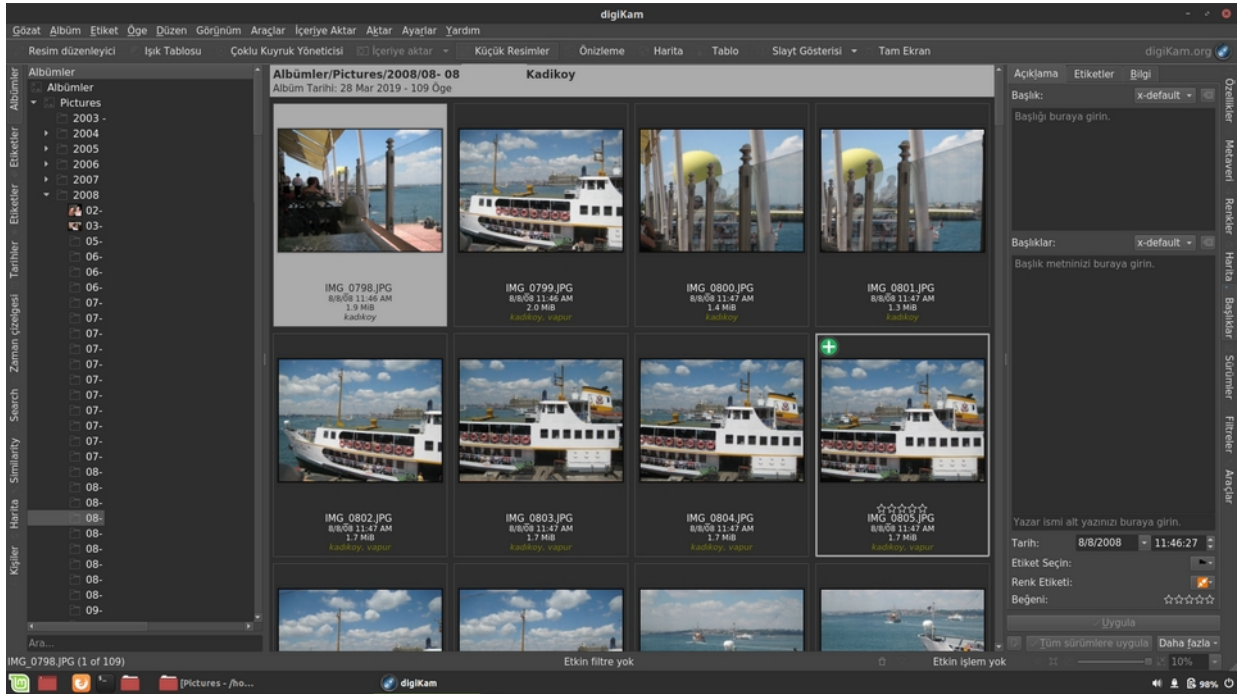 digiKam
Gözat Albüm Etiket Öge Düzen Görünüm Araçlar İçeriye Aktar Aktar Ayarlar Yardım
Resim düzenleyici Işık Tablosu Çoklu Kuyruk Yöneticisi İçeriye aktar Küçük Resimler Önizleme Harita Tablo Slayt Gösterisi Tam Ekran digiKam.org
Albümler
Etiketler
Etiketler
Tarihler
Zaman çizelgesi
Search
Similarity
Harita
Kişiler
Albümler
Albümler
Pictures
2003 -
2004
2005
2006
2007
2008
02-
03-
05-
06-
06-
06-
07-
07-
07-
07-
07-
07-
07-
07-
07-
07-
07-
08-
08-
08-
08-
08-
08-
08-
08-
08-
09-
Ara...
Albümler/Pictures/2008/08- 08 Kadikoy
Albüm Tarihi: 28 Mar 2019 - 109 Öge
IMG_0798.JPG
8/8/08 11:46 AM
1.9 MiB
kadıkoy
IMG_0799.JPG
8/8/08 11:46 AM
2.0 MiB
kadıkoy, vapur
IMG_0800.JPG
8/8/08 11:47 AM
1.4 MiB
kadıkoy
IMG_0801.JPG
8/8/08 11:47 AM
1.3 MiB
kadıkoy
IMG_0802.JPG
8/8/08 11:47 AM
1.7 MiB
kadıkoy, vapur
IMG_0803.JPG
8/8/08 11:47 AM
1.7 MiB
kadıkoy, vapur
IMG_0804.JPG
8/8/08 11:47 AM
1.7 MiB
kadıkoy, vapur
IMG_0805.JPG
8/8/08 11:47 AM
1.7 MiB
kadıkoy, vapur
Açıklama Etiketler Bilgi
Başlık: x-default
Başlığı buraya girin.
Başlıklar: x-default
Başlık metninizi buraya girin.
Yazar ismi alt yazınızı buraya girin.
Tarih: 8/8/2008 11:46:27
Etiket Seçin:
Renk Etiketi:
Beğeni:
Uygula
Tüm sürümlere uygula Daha fazla
Özellikler
Metaveri
Renkler
Harita
Başlıklar
Sürümler
Filtreler
Araçlar
IMG_0798.JPG (1 of 109) Etkin filtre yok Etkin işlem yok 10%
[Pictures - /ho... digiKam 98%